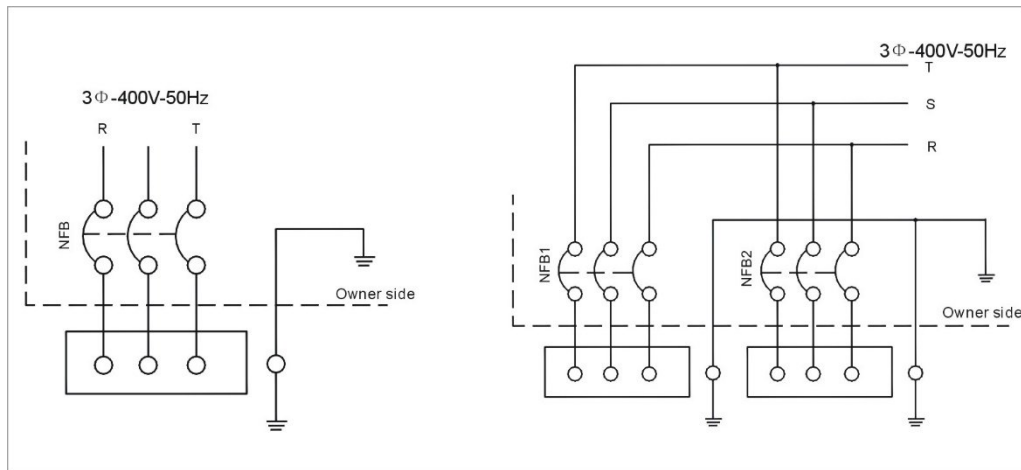 3Φ-400V-50Hz
R T
NFB
Owner side
3Φ-400V-50Hz
T
S
R
NFB1
NFB2
Owner side